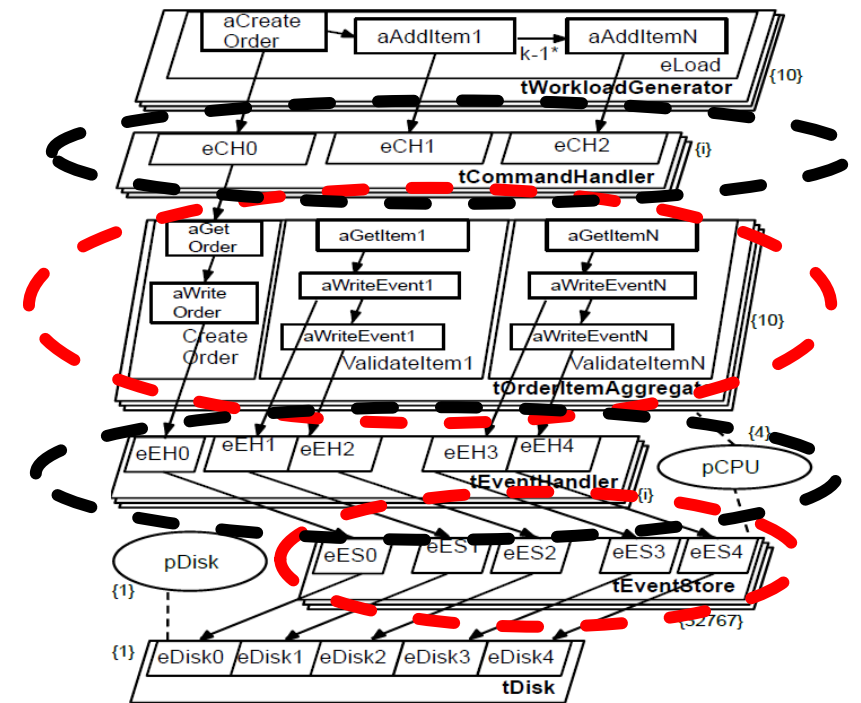 aCreate
Order
aAddItem1
k-1*
aAddItemN
eLoad
tWorkloadGenerator
{10}
eCH0
eCH1
eCH2
{i}
tCommandHandler
aGet
Order
aGetItem1
aGetItemN
aWrite
Order
aWriteEvent1
aWriteEventN
{10}
Create
Order
aWriteEvent1
aWriteEventN
ValidateItem1
ValidateItemN
tOrderItemAggregat
eEH0
eEH1
eEH2
eEH3
eEH4
{4}
pCPU
tEventHandler
{i}
pDisk
{1}
eES0
eES1
eES2
eES3
eES4
tEventStore
{32767}
{1}
eDisk0
eDisk1
eDisk2
eDisk3
eDisk4
tDisk